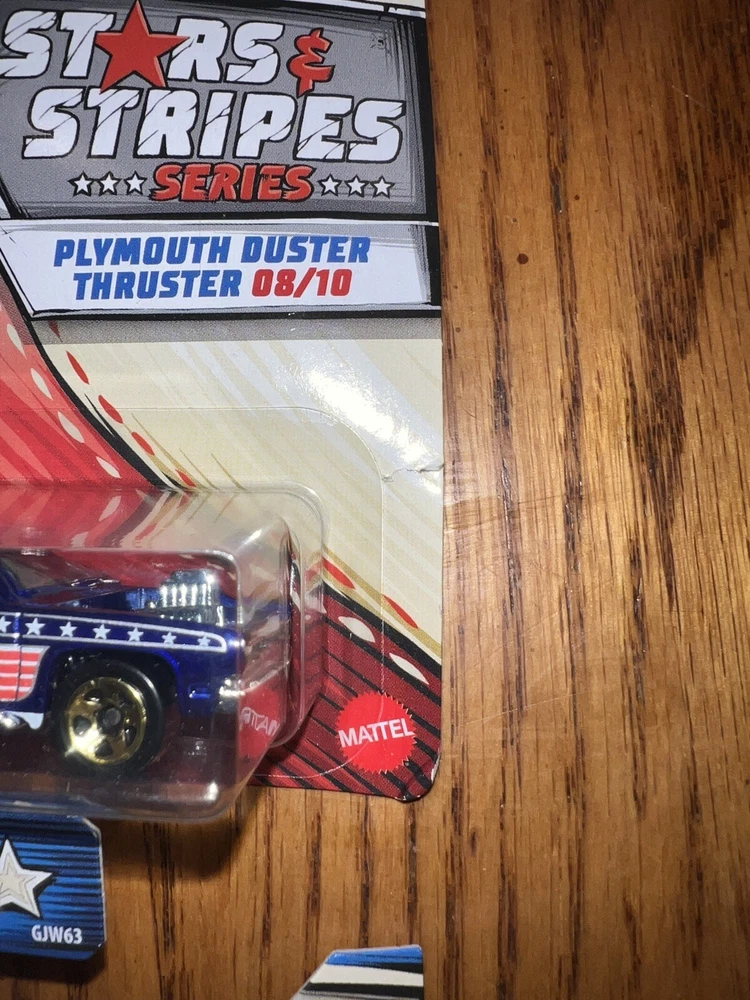 STARS &
STRIPES
SERIES
PLYMOUTH DUSTER
THRUSTER 08/10
MATTEL
GJW63